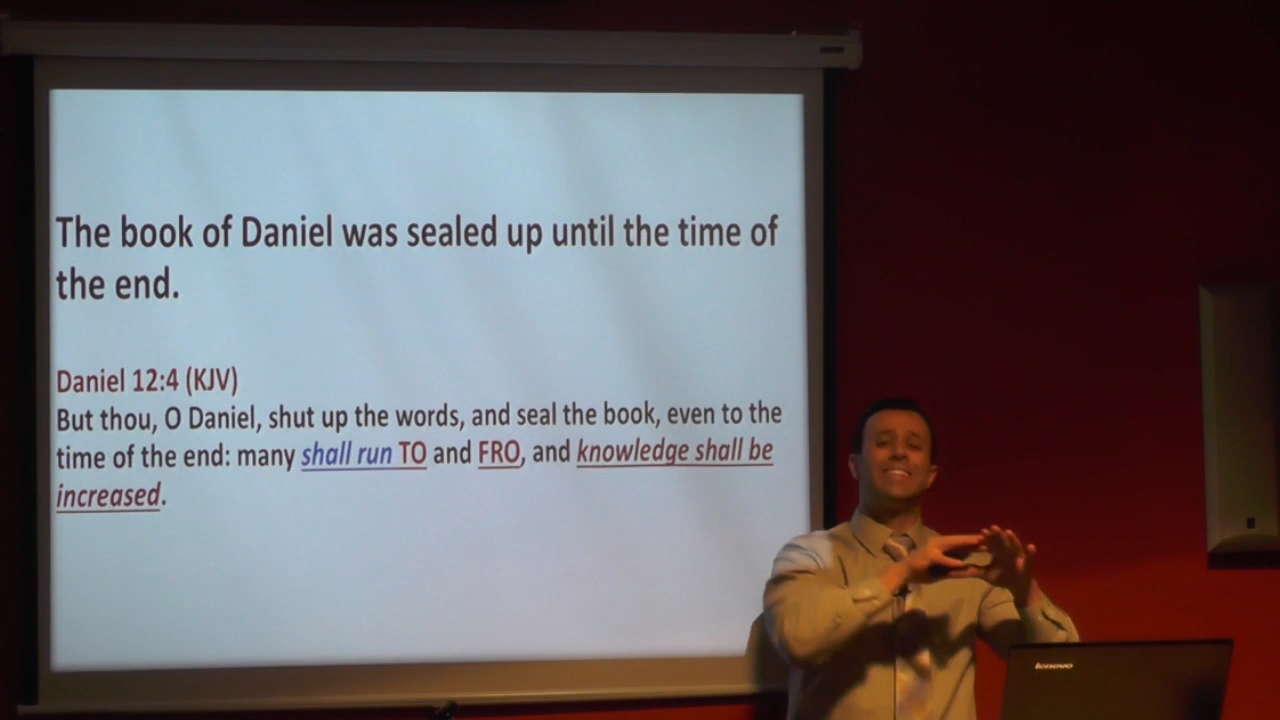 The book of Daniel was sealed up until the time of
the end.
Daniel 12:4 (KJV)
But thou, O Daniel, shut up the words, and seal the book, even to the
time of the end: many shall run TO and FRO, and knowledge shall be
increased.
lenovo